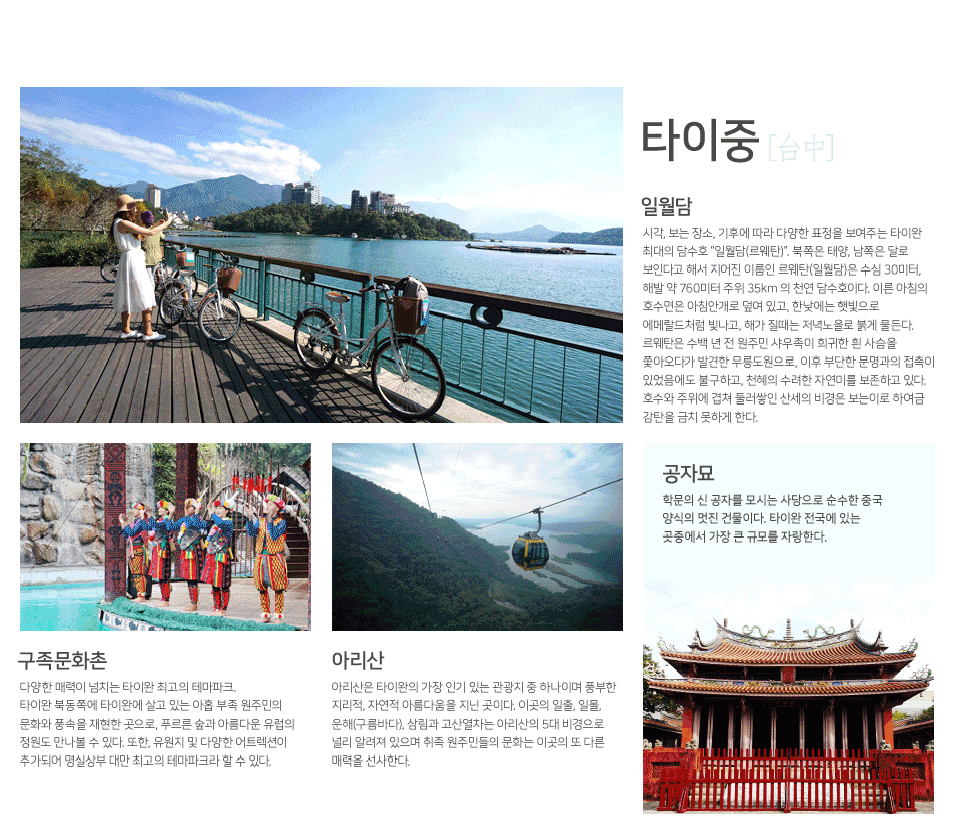 타이중 [台中]
일월담
시각, 보는 장소, 기후에 따라 다양한 표정을 보여주는 타이완
최대의 담수호 "일월담(르웨탄)". 북쪽은 태양, 남쪽은 달로
보인다고 해서 지어진 이름인 르웨탄(일월담)은 수심 30미터,
해발 약 760미터 주위 35km 의 천연 담수호이다. 이른 아침의
호수면은 아침안개로 덮여 있고, 한낮에는 햇빛으로
에메랄드처럼 빛나고, 해가 질때는 저녁노을로 붉게 물든다.
르웨탄은 수백 년 전 원주민 샤우족이 희귀한 흰 사슴을
쫓아오다가 발견한 무릉도원으로, 이후 부단한 문명과의 접촉이
있었음에도 불구하고, 천혜의 수려한 자연미를 보존하고 있다.
호수와 주위에 겹쳐 둘러쌓인 산세의 비경은 보는이로 하여금
감탄을 금치 못하게 한다.
구족문화촌
다양한 매력이 넘치는 타이완 최고의 테마파크.
타이완 북동쪽에 타이완에 살고 있는 아홉 부족 원주민의
문화와 풍속을 재현한 곳으로, 푸르른 숲과 아름다운 유럽의
정원도 만나볼 수 있다. 또한, 유원지 및 다양한 어트렉션이
추가되어 명실상부 대만 최고의 테마파크라 할 수 있다.
아리산
아리산은 타이완의 가장 인기 있는 관광지 중 하나이며 풍부한
지리적, 자연적 아름다움을 지닌 곳이다. 이곳의 일출, 일몰,
운해(구름바다), 삼림과 고산열차는 아리산의 5대 비경으로
널리 알려져 있으며 취족 원주민들의 문화는 이곳의 또 다른
매력을 선사한다.
공자묘
학문의 신 공자를 모시는 사당으로 순수한 중국
양식의 멋진 건물이다. 타이완 전국에 있는
곳중에서 가장 큰 규모를 자랑한다.